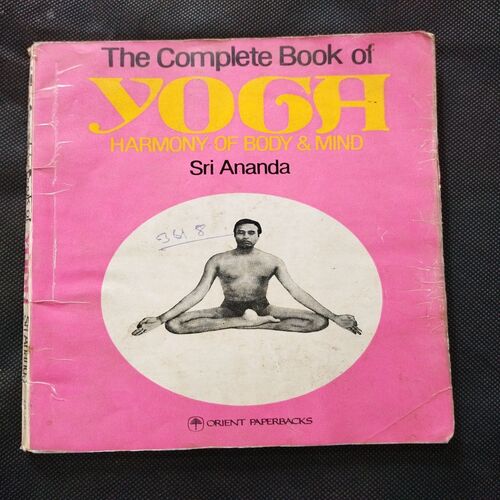 The Complete Book of
YOGA
HARMONY OF BODY & MIND
Sri Ananda
ORIENT PAPERBACKS